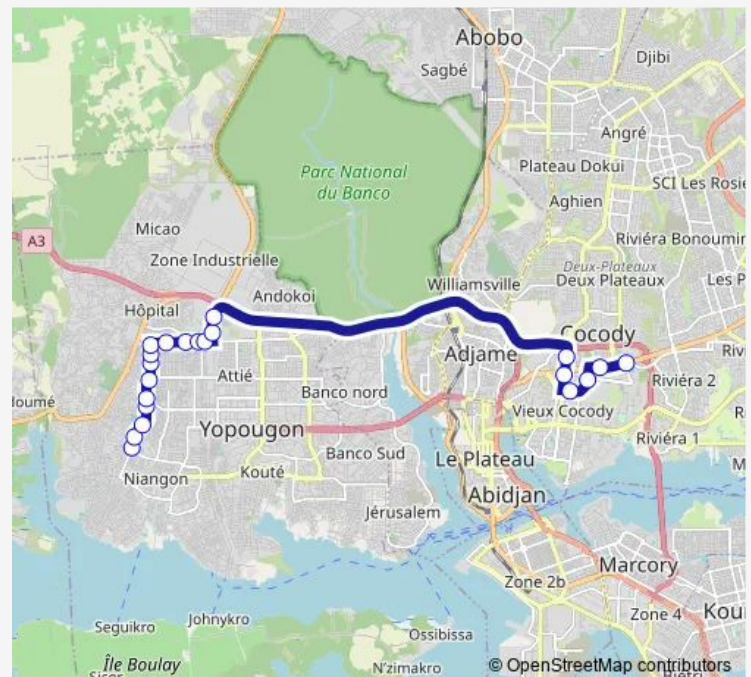 Abobo
Sagbé
Djibi
Angré
Plateau Dokui
SCI Les Rosie
Parc National
du Banco
Aghien
Micao
Riviéra Bonoumin
A3
Zone Industrielle
Deux-Plateaux
Deux Plateaux
Les P
Williamsville
Andokoi
Hôpital
Cocody
Adjame
Riv
Attié
Riviéra 2
Banco nord
doumé
Vieux Cocody
R
Yopougon
Riviéra 1
Banco Sud
Le Plateau
M
Kouté
Niangon
Abidjan
Jérusalem
Marcory
Zone 2b
Zone 4
Kou
Seguikro
Johnykro
Ossibissa
Île Boulay
N'zimakro
© OpenStreetMap contributors